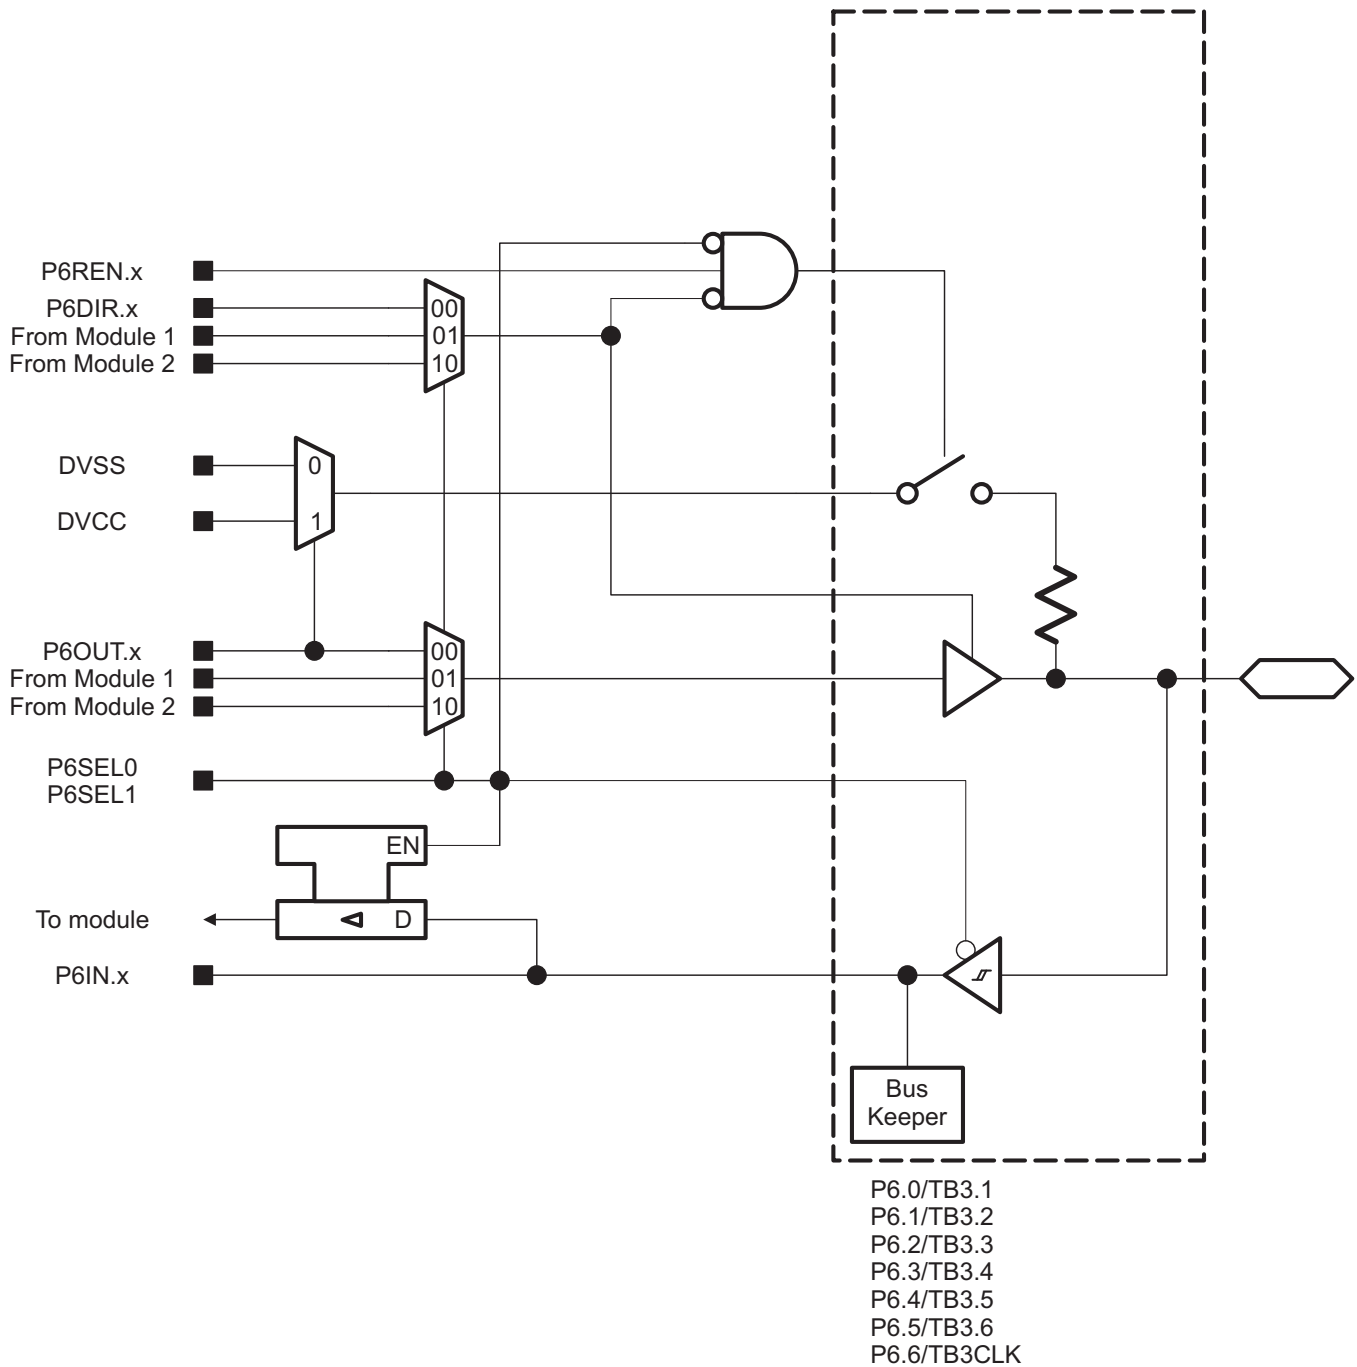 P6REN.x
P6DIR.x
From Module 1
From Module 2
00
01
10
DVSS
DVCC
0
1
P6OUT.x
From Module 1
From Module 2
00
01
10
P6SEL0
P6SEL1
EN
To module
D
P6IN.x
Bus
Keeper
P6.0/TB3.1
P6.1/TB3.2
P6.2/TB3.3
P6.3/TB3.4
P6.4/TB3.5
P6.5/TB3.6
P6.6/TB3CLK